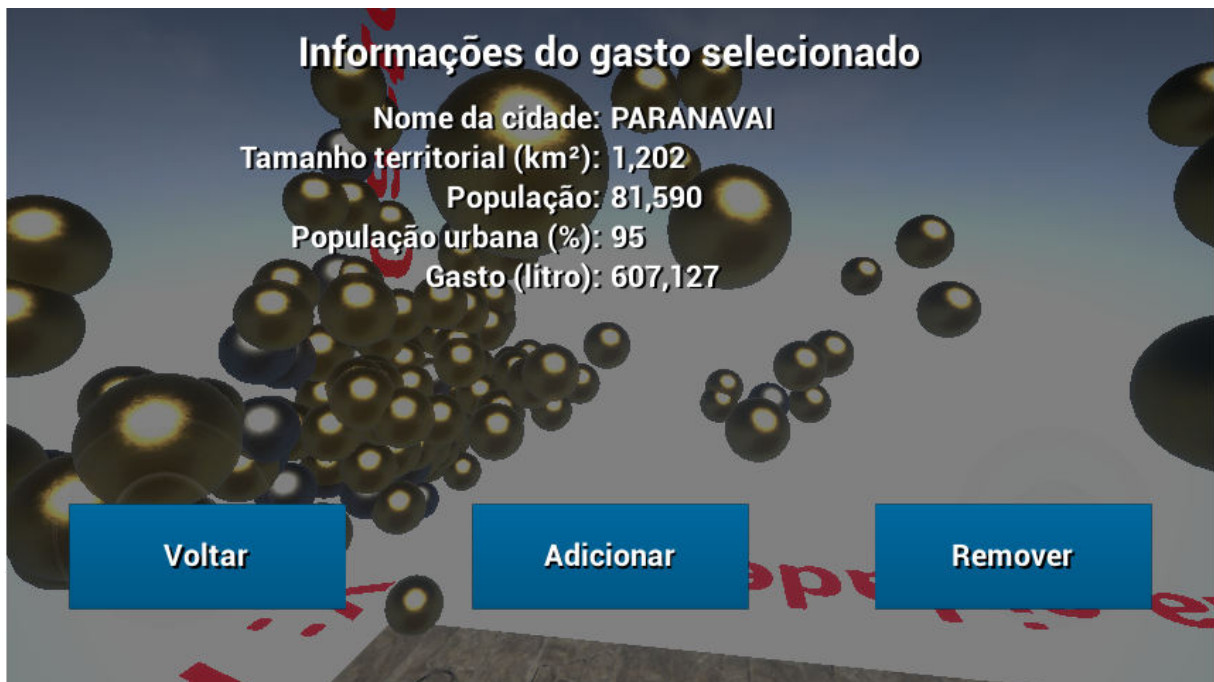 Informações do gasto selecionado
Nome da cidade: PARANAVAI
Tamanho territorial (km²): 1,202
População: 81,590
População urbana (%): 95
Gasto (litro): 607,127
Voltar
Adicionar
Remover